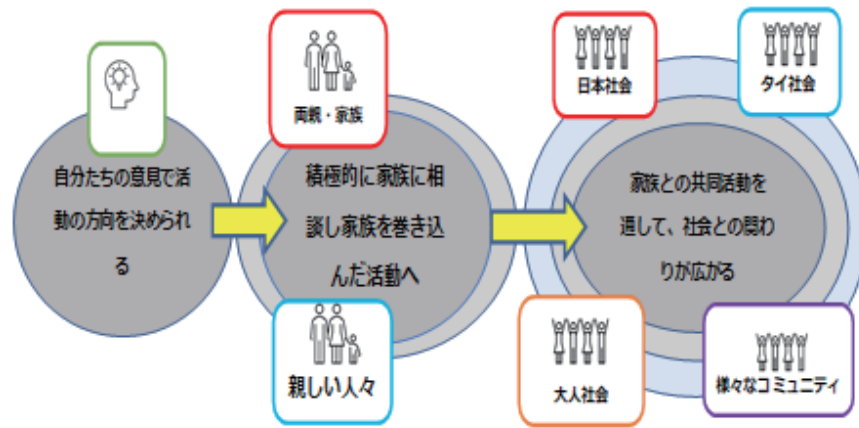 自分たちの意見で活
動の方向を決められ
る
両親・家族
積極的に家族に相
談し家族を巻き込
んだ活動へ
親しい人々
日本社会
タイ社会
家族との共同活動を
通して、社会との関わ
りが広がる
大人社会
様々なコミュニティ